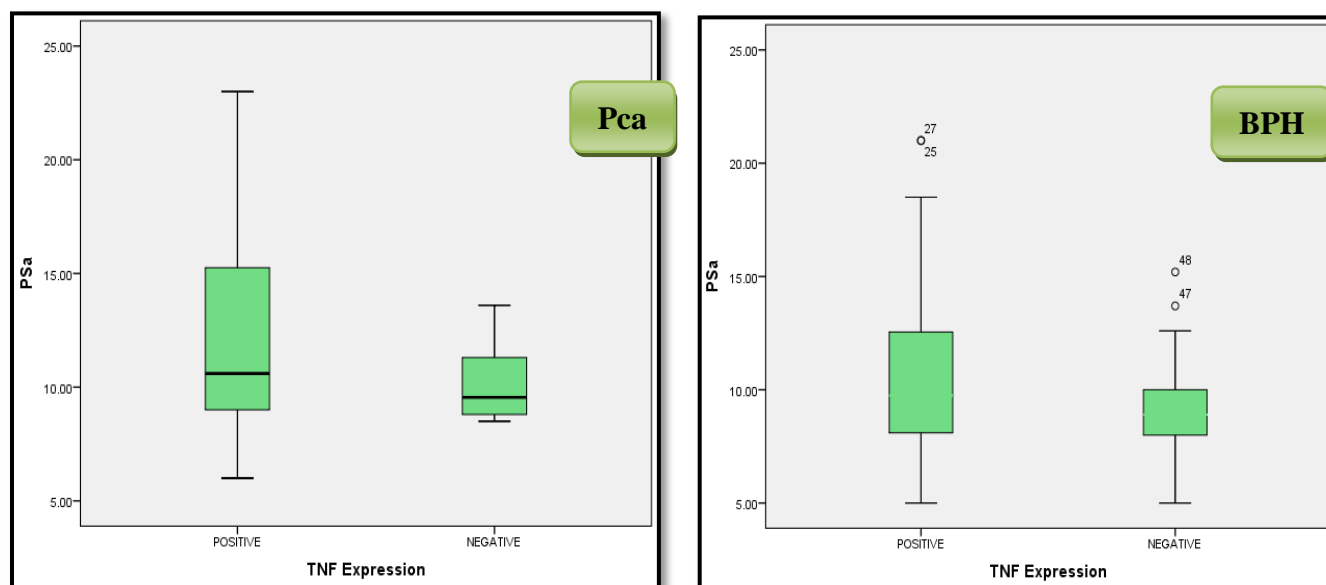 25.00
20.00
15.00
10.00
5.00
PSa
POSITIVE
NEGATIVE
TNF Expression
Pca
25.00
20.00
15.00
10.00
5.00
PSa
27
25
48
47
POSITIVE
NEGATIVE
TNF Expression
BPH